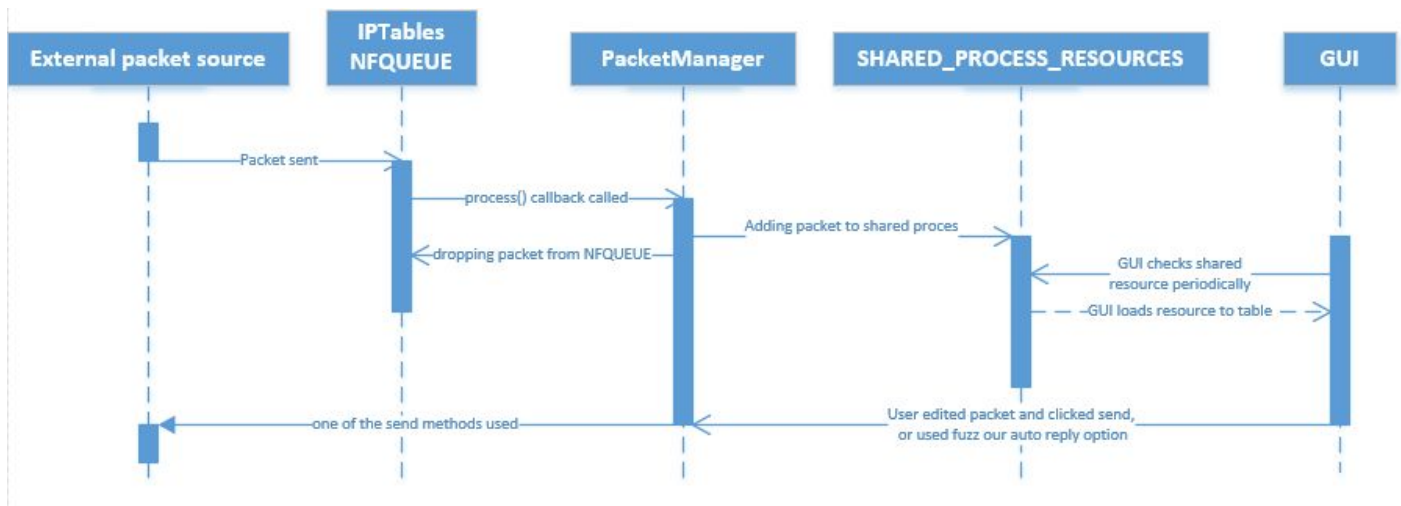 External packet source
IPTables
NFQUEUE
PacketManager
SHARED_PROCESS_RESOURCES
GUI
Packet sent
process() callback called
Adding packet to shared proces
dropping packet from NFQUEUE
GUI checks shared
resource periodically
GUI loads resource to table
User edited packet and clicked send,
or used fuzz our auto reply option
one of the send methods used